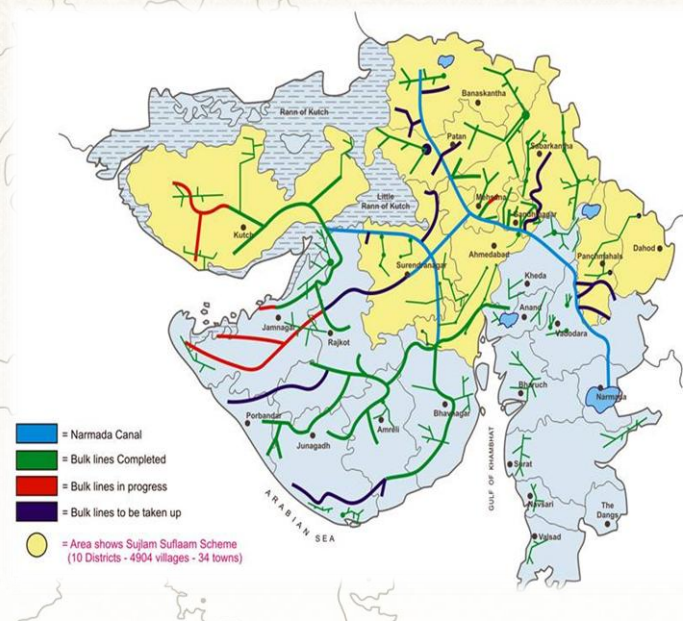 Banaskantha
Rann of Kutch
Patan
Sabarkantha
Little
Rann of Kutch
Mehsana
Gandhinagar
Kutch
Dahod
Panchmahals
Ahmedabad
Surendranagar
Kheda
Anand
Jamnagar
Vadodara
Rajkot
Bharuch
Narmada
Porbandar
Amreli
Bhavnagar
Junagadh
GULF OF KHAMBHAT
Surat
ARABIAN SEA
Navsari
The
Dangs
Valsad
= Narmada Canal
= Bulk lines Completed
= Bulk lines in progress
= Bulk lines to be taken up
= Area shows Sujlam Suflaam Scheme
(10 Districts - 4904 villages - 34 towns)